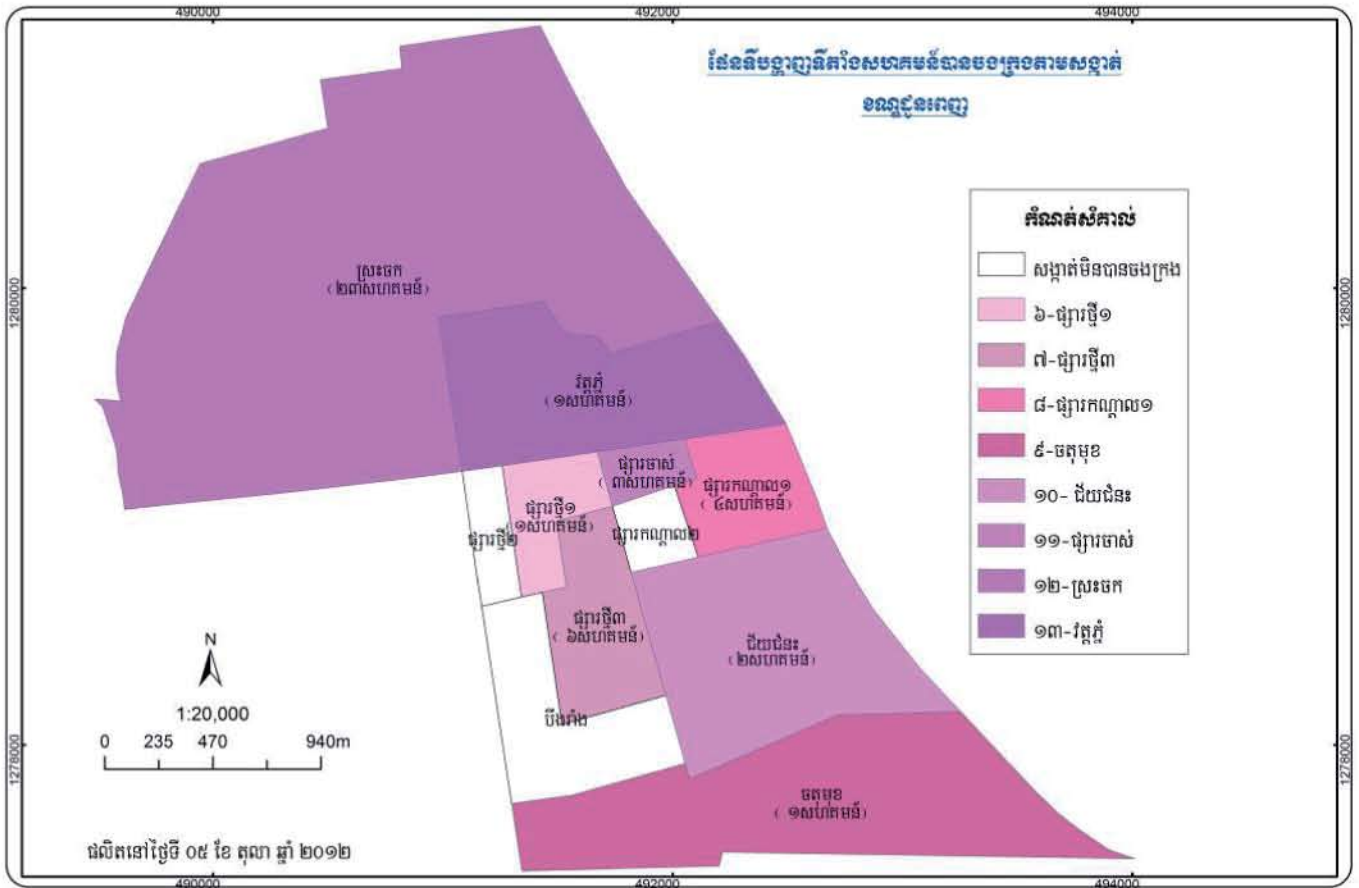 490000
492000
494000
ផែនទីបង្ហាញទីតាំងសហគមន៍បានចងក្រងតាមសង្កាត់
ខណ្ឌដូនពេញ
កំណត់សំគាល់
សង្កាត់មិនបានចងក្រង
៦-ផ្សារថ្មី១
៧-ផ្សារថ្មី៣
៨-ផ្សារកណ្តាល១
៩-ចតុមុខ
១០- ជ័យជំនះ
១១-ផ្សារចាស់
១២-ស្រះចក
១៣-វត្តភ្នំ
1280000
1280000
ស្រះចក
( ២៣សហគមន៍)
វត្តភ្នំ
( ១សហគមន៍)
ផ្សារចាស់
( ៣សហគមន៍)
ផ្សារកណ្តាល១
( ៤សហគមន៍)
ផ្សារថ្មី១
( ១សហគមន៍)
ផ្សារថ្មី២
ផ្សារកណ្តាល២
ផ្សារថ្មី៣
( ៦សហគមន៍)
ជ័យជំនះ
( ២សហគមន៍)
បឹងរាំង
ចតុមុខ
( ១សហគមន៍)
N
1:20,000
0 235 470 940m
1278000
1278000
ផលិតនៅថ្ងៃទី ០៥ ខែ តុលា ឆ្នាំ ២០១២
490000
492000
494000